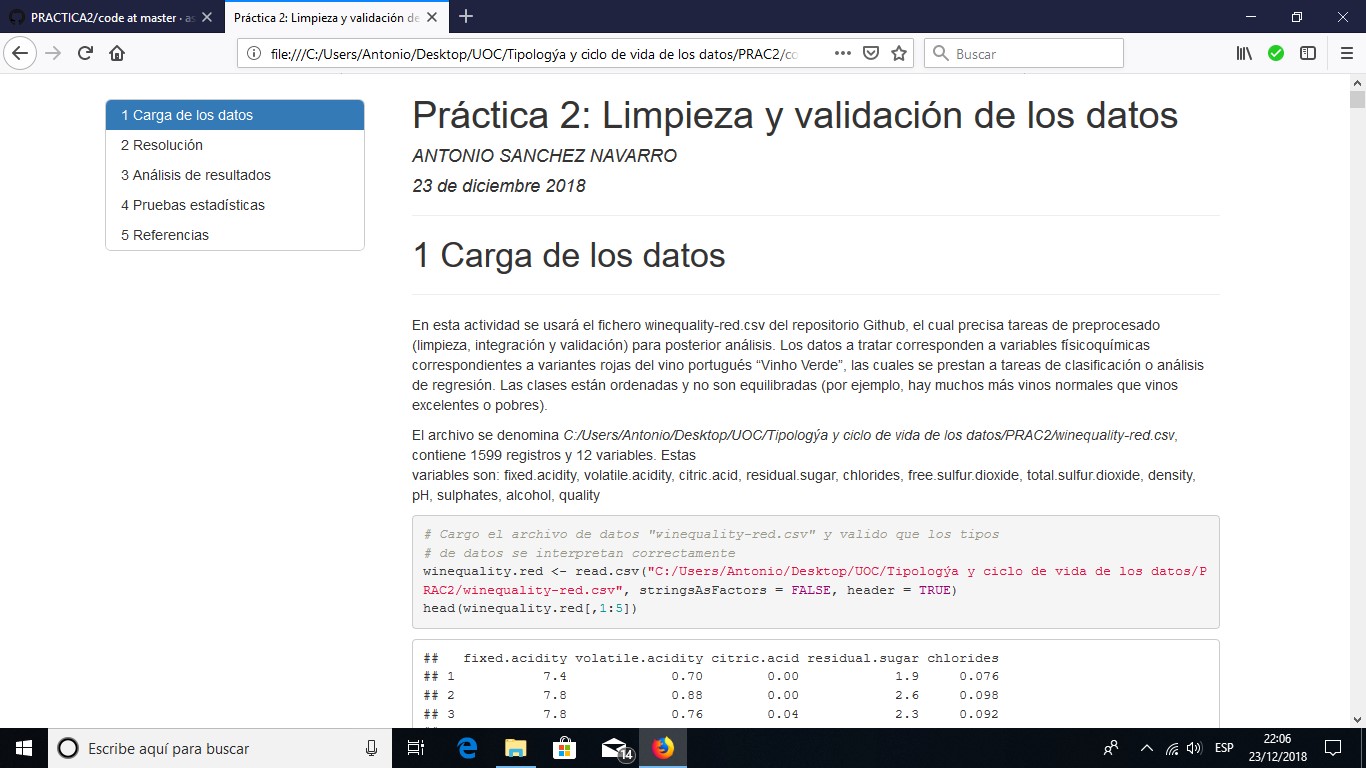 PRACTICA2/code at master · as
Práctica 2: Limpieza y validación de
file:///C:/Users/Antonio/Desktop/UOC/Tipologýa y ciclo de vida de los datos/PRAC2/co
Buscar
1 Carga de los datos
2 Resolución
3 Análisis de resultados
4 Pruebas estadísticas
5 Referencias
Práctica 2: Limpieza y validación de los datos
ANTONIO SANCHEZ NAVARRO
23 de diciembre 2018
1 Carga de los datos
En esta actividad se usará el fichero winequality-red.csv del repositorio Github, el cual precisa tareas de preprocesado
(limpieza, integración y validación) para posterior análisis. Los datos a tratar corresponden a variables físicoquímicas
correspondientes a variantes rojas del vino portugués “Vinho Verde”, las cuales se prestan a tareas de clasificación o análisis
de regresión. Las clases están ordenadas y no son equilibradas (por ejemplo, hay muchos más vinos normales que vinos
excelentes o pobres).
El archivo se denomina C:/Users/Antonio/Desktop/UOC/Tipologýa y ciclo de vida de los datos/PRAC2/winequality-red.csv,
contiene 1599 registros y 12 variables. Estas
variables son: fixed.acidity, volatile.acidity, citric.acid, residual.sugar, chlorides, free.sulfur.dioxide, total.sulfur.dioxide, density,
pH, sulphates, alcohol, quality
# Cargo el archivo de datos "winequality-red.csv" y valido que los tipos
# de datos se interpretan correctamente
winequality.red <- read.csv("C:/Users/Antonio/Desktop/UOC/Tipologýa y ciclo de vida de los datos/P
RAC2/winequality-red.csv", stringsAsFactors = FALSE, header = TRUE)
head(winequality.red[,1:5])
##   fixed.acidity volatile.acidity citric.acid residual.sugar chlorides
## 1           7.4             0.70        0.00            1.9     0.076
## 2           7.8             0.88        0.00            2.6     0.098
## 3           7.8             0.76        0.04            2.3     0.092
Escribe aquí para buscar
14
ESP
22:06
23/12/2018